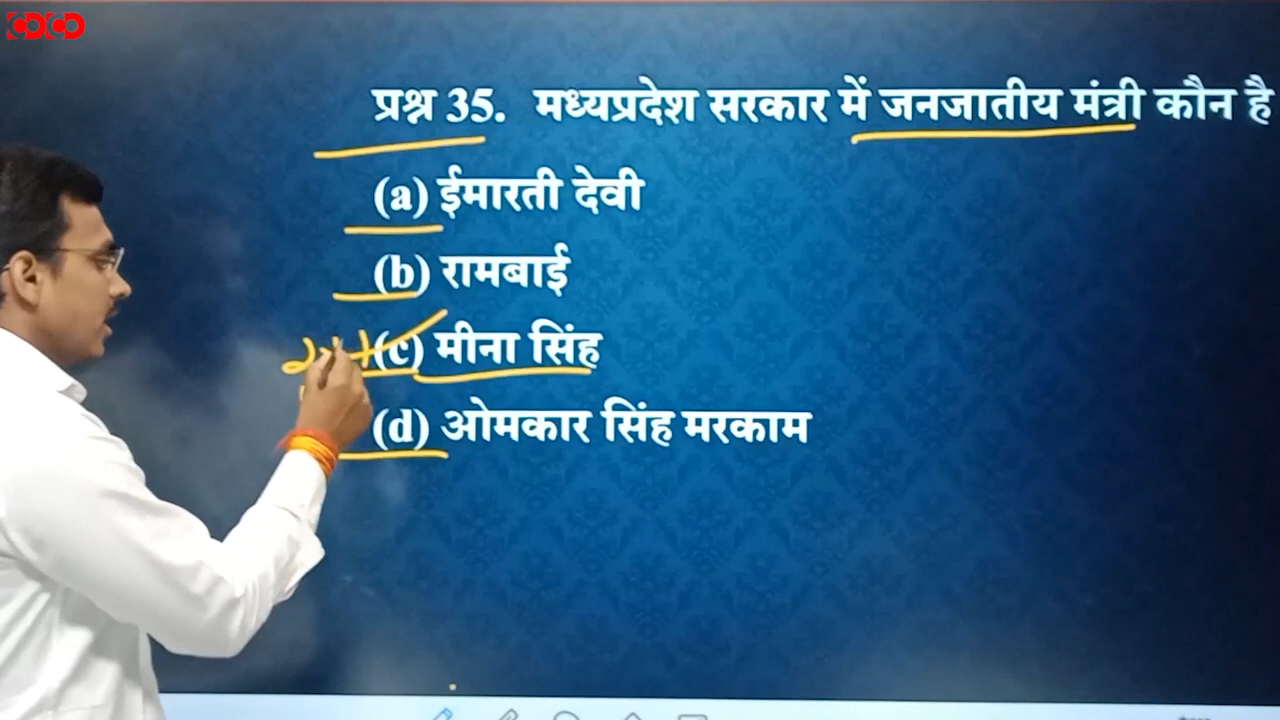 प्रश्न 35. मध्यप्रदेश सरकार में जनजातीय मंत्री कौन है
(a) ईमारती देवी
(b) रामबाई
(c) मीना सिंह
(d) ओमकार सिंह मरकाम